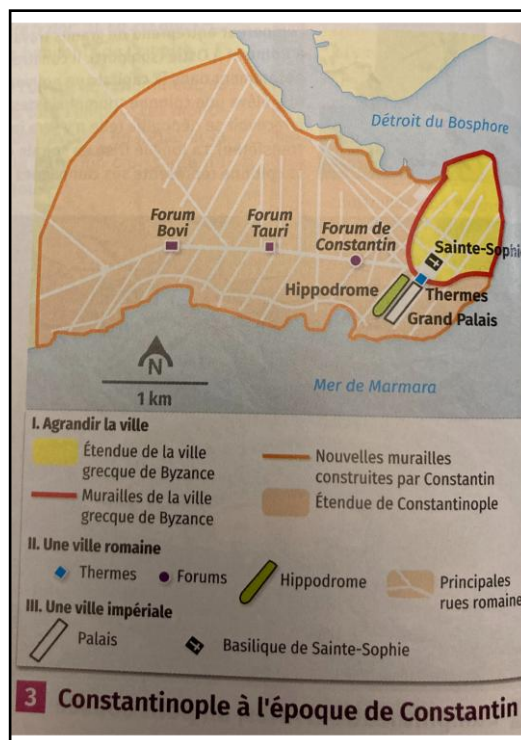 Détroit du Bosphore
Forum
Bovi
Forum
Tauri
Forum de
Constantin
Sainte-Sophie
Hippodrome
Thermes
Grand Palais
N
1 km
Mer de Marmara
I. Agrandir la ville
Étendue de la ville
grecque de Byzance
Nouvelles murailles
construites par Constantin
Murailles de la ville
grecque de Byzance
Étendue de Constantinople
II. Une ville romaine
Thermes
Forums
Hippodrome
Principales
rues romaine
III. Une ville impériale
Palais
Basilique de Sainte-Sophie
3 Constantinople à l'époque de Constantin